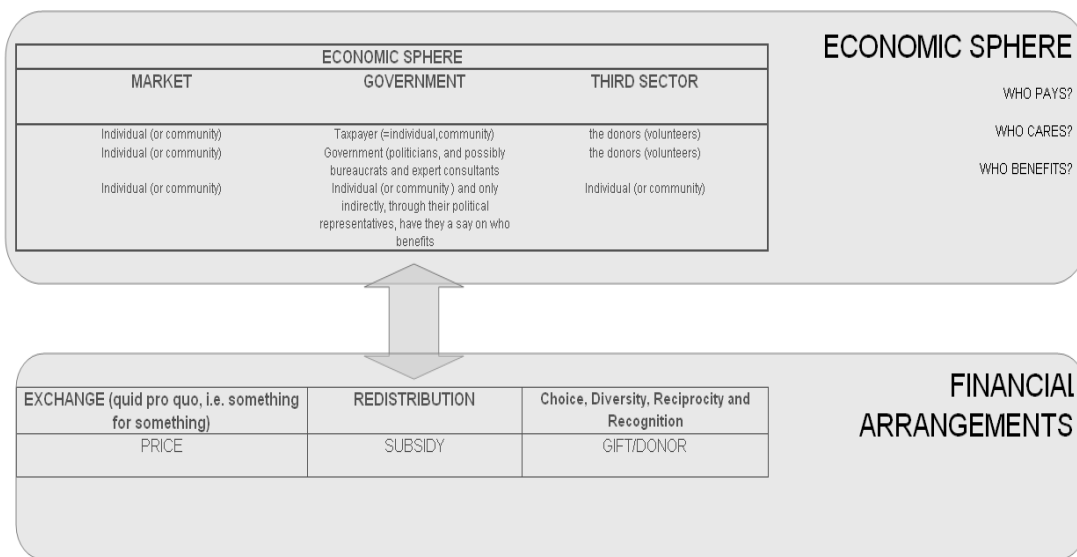 ECONOMIC SPHERE
WHO PAYS?
WHO CARES?
WHO BENEFITS?
ECONOMIC SPHERE
MARKET GOVERNMENT THIRD SECTOR
Individual (or community) Taxpayer (=individual,community) the donors (volunteers)
Individual (or community) Government (politicians, and possibly the donors (volunteers)
bureaucrats and expert consultants
Individual (or community) Individual (or community ) and only Individual (or community)
indirectly, through their political
representatives, have they a say on who
benefits
FINANCIAL
ARRANGEMENTS
EXCHANGE (quid pro quo, i.e. something REDISTRIBUTION Choice, Diversity, Reciprocity and
for something) Recognition
PRICE SUBSIDY GIFT/DONOR